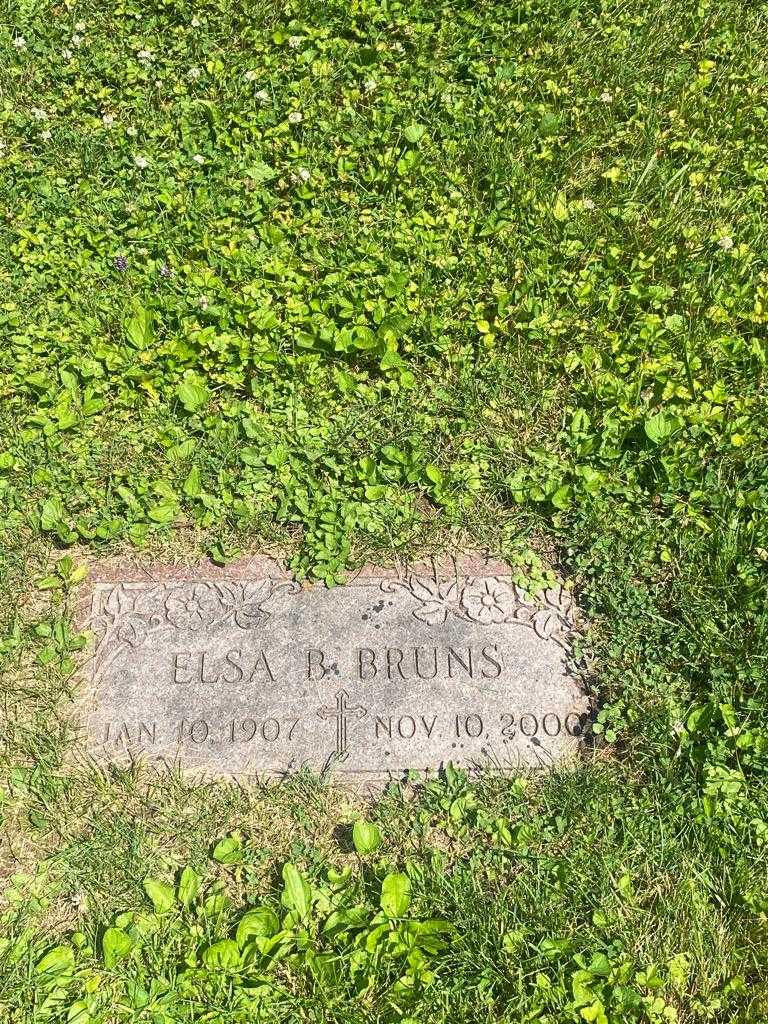 ELSA B. BRUNS
JAN. 10, 1907 NOV. 10, 2000